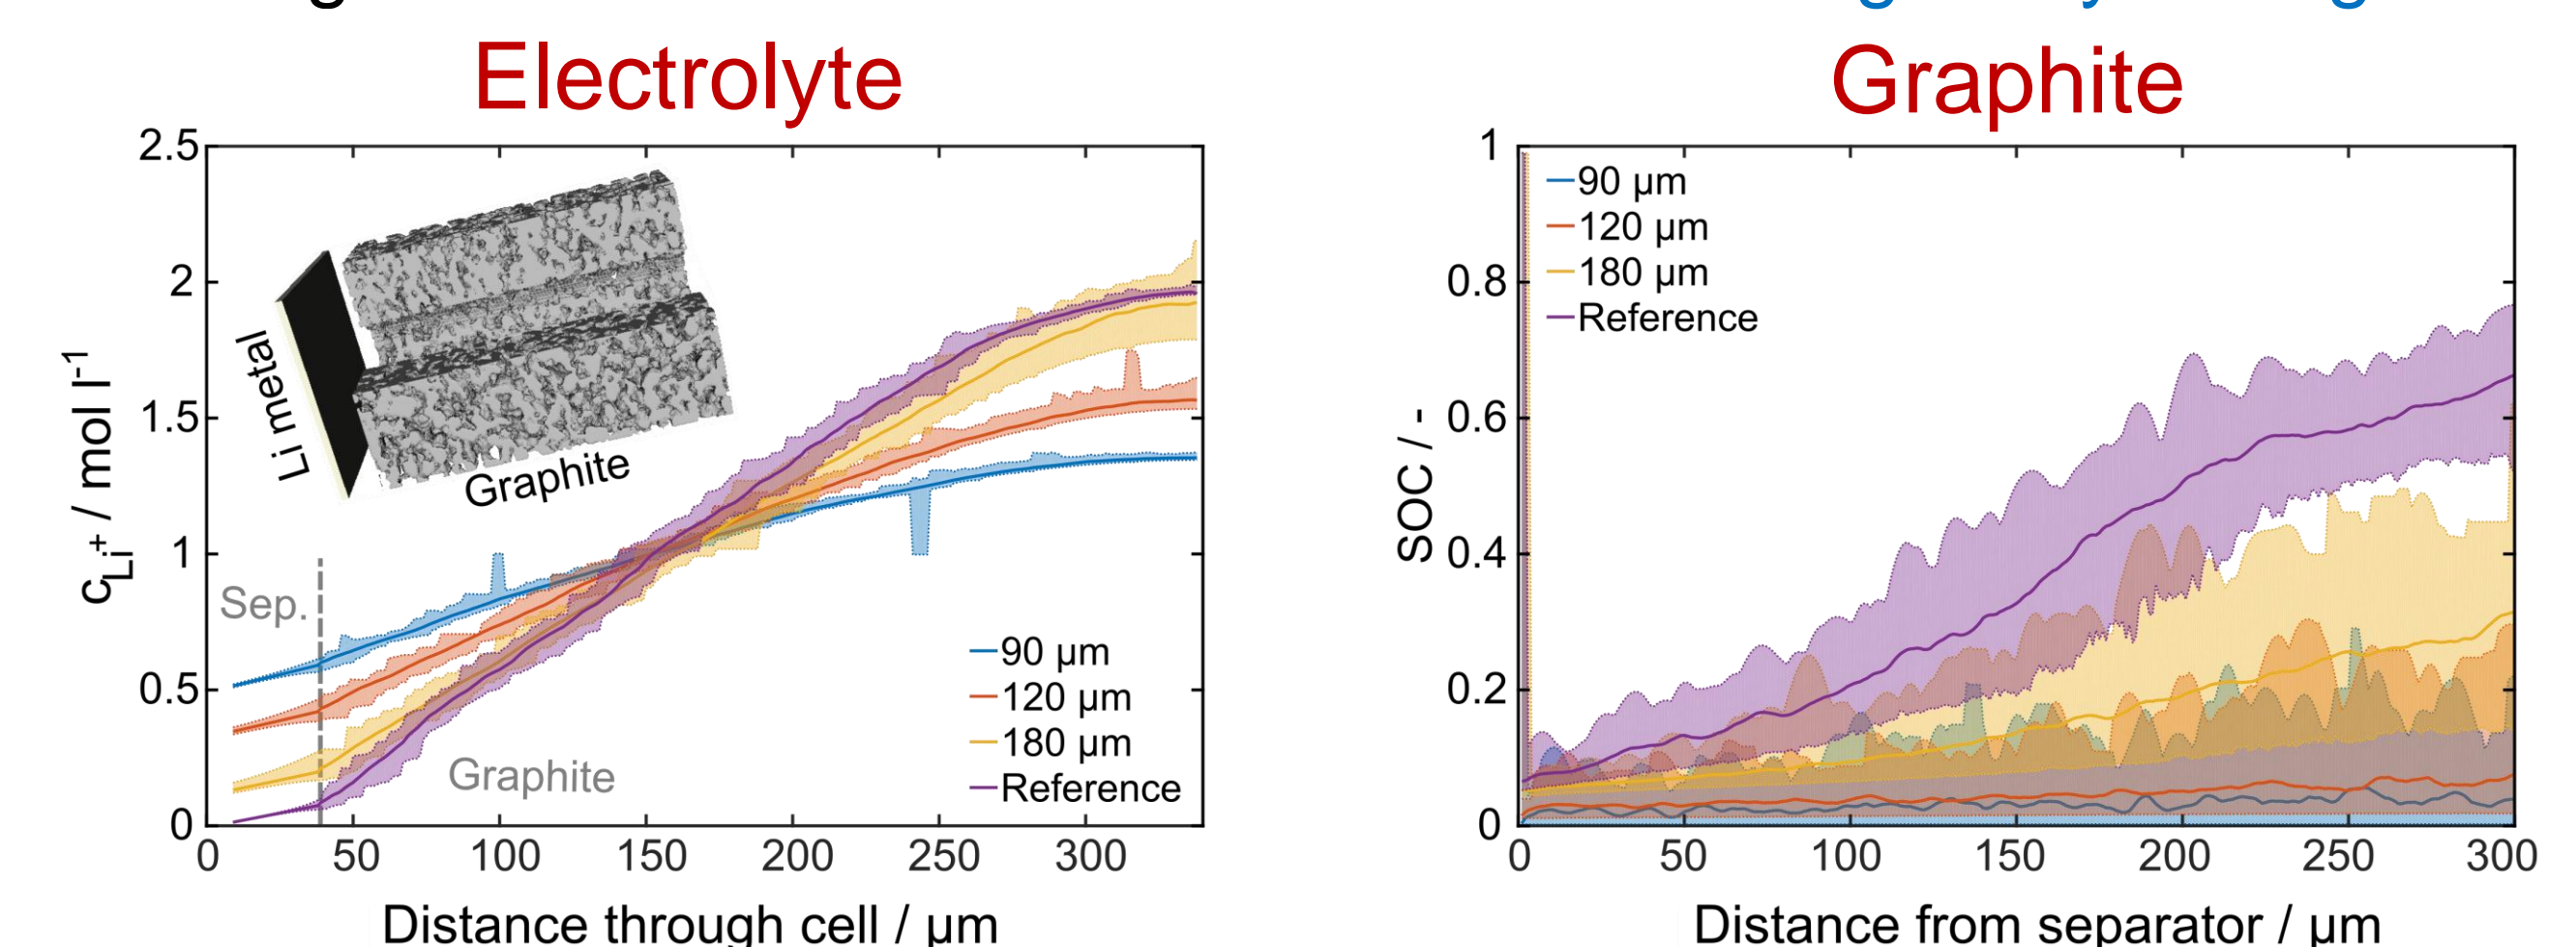 Electrolyte
2.5
2
1.5
1
0.5
0
c_Li⁺ / mol l⁻¹
Li metal
Graphite
Sep.
Graphite
90 µm
120 µm
180 µm
Reference
0 50 100 150 200 250 300
Distance through cell / µm
Graphite
1
0.8
0.6
0.4
0.2
0
SOC / -
90 µm
120 µm
180 µm
Reference
0 50 100 150 200 250 300
Distance from separator / µm